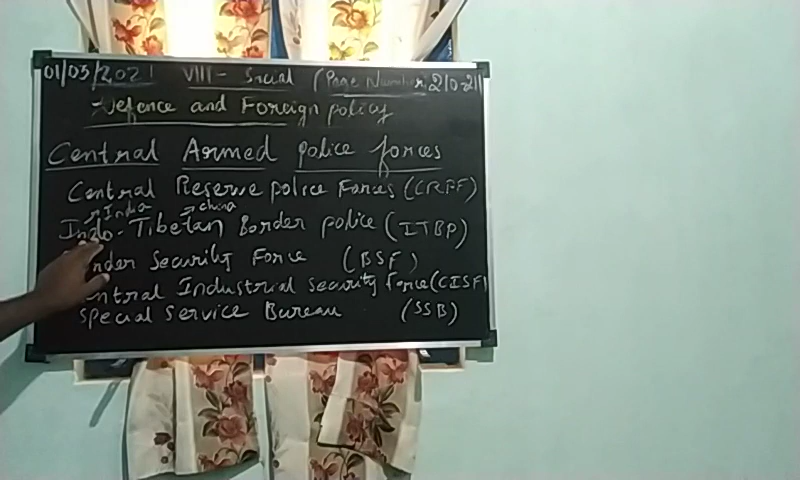 01/03/2021 VIII - Social (Page Number: 210-211
Defence and Foreign policy
Central Armed police forces
Central Reserve police Forces (CRPF)
India → china
Indo-Tibetan Border police (ITBP)
Security Force (BSF)
Industrial security force (CISF)
Special Service Bureau (SSB)